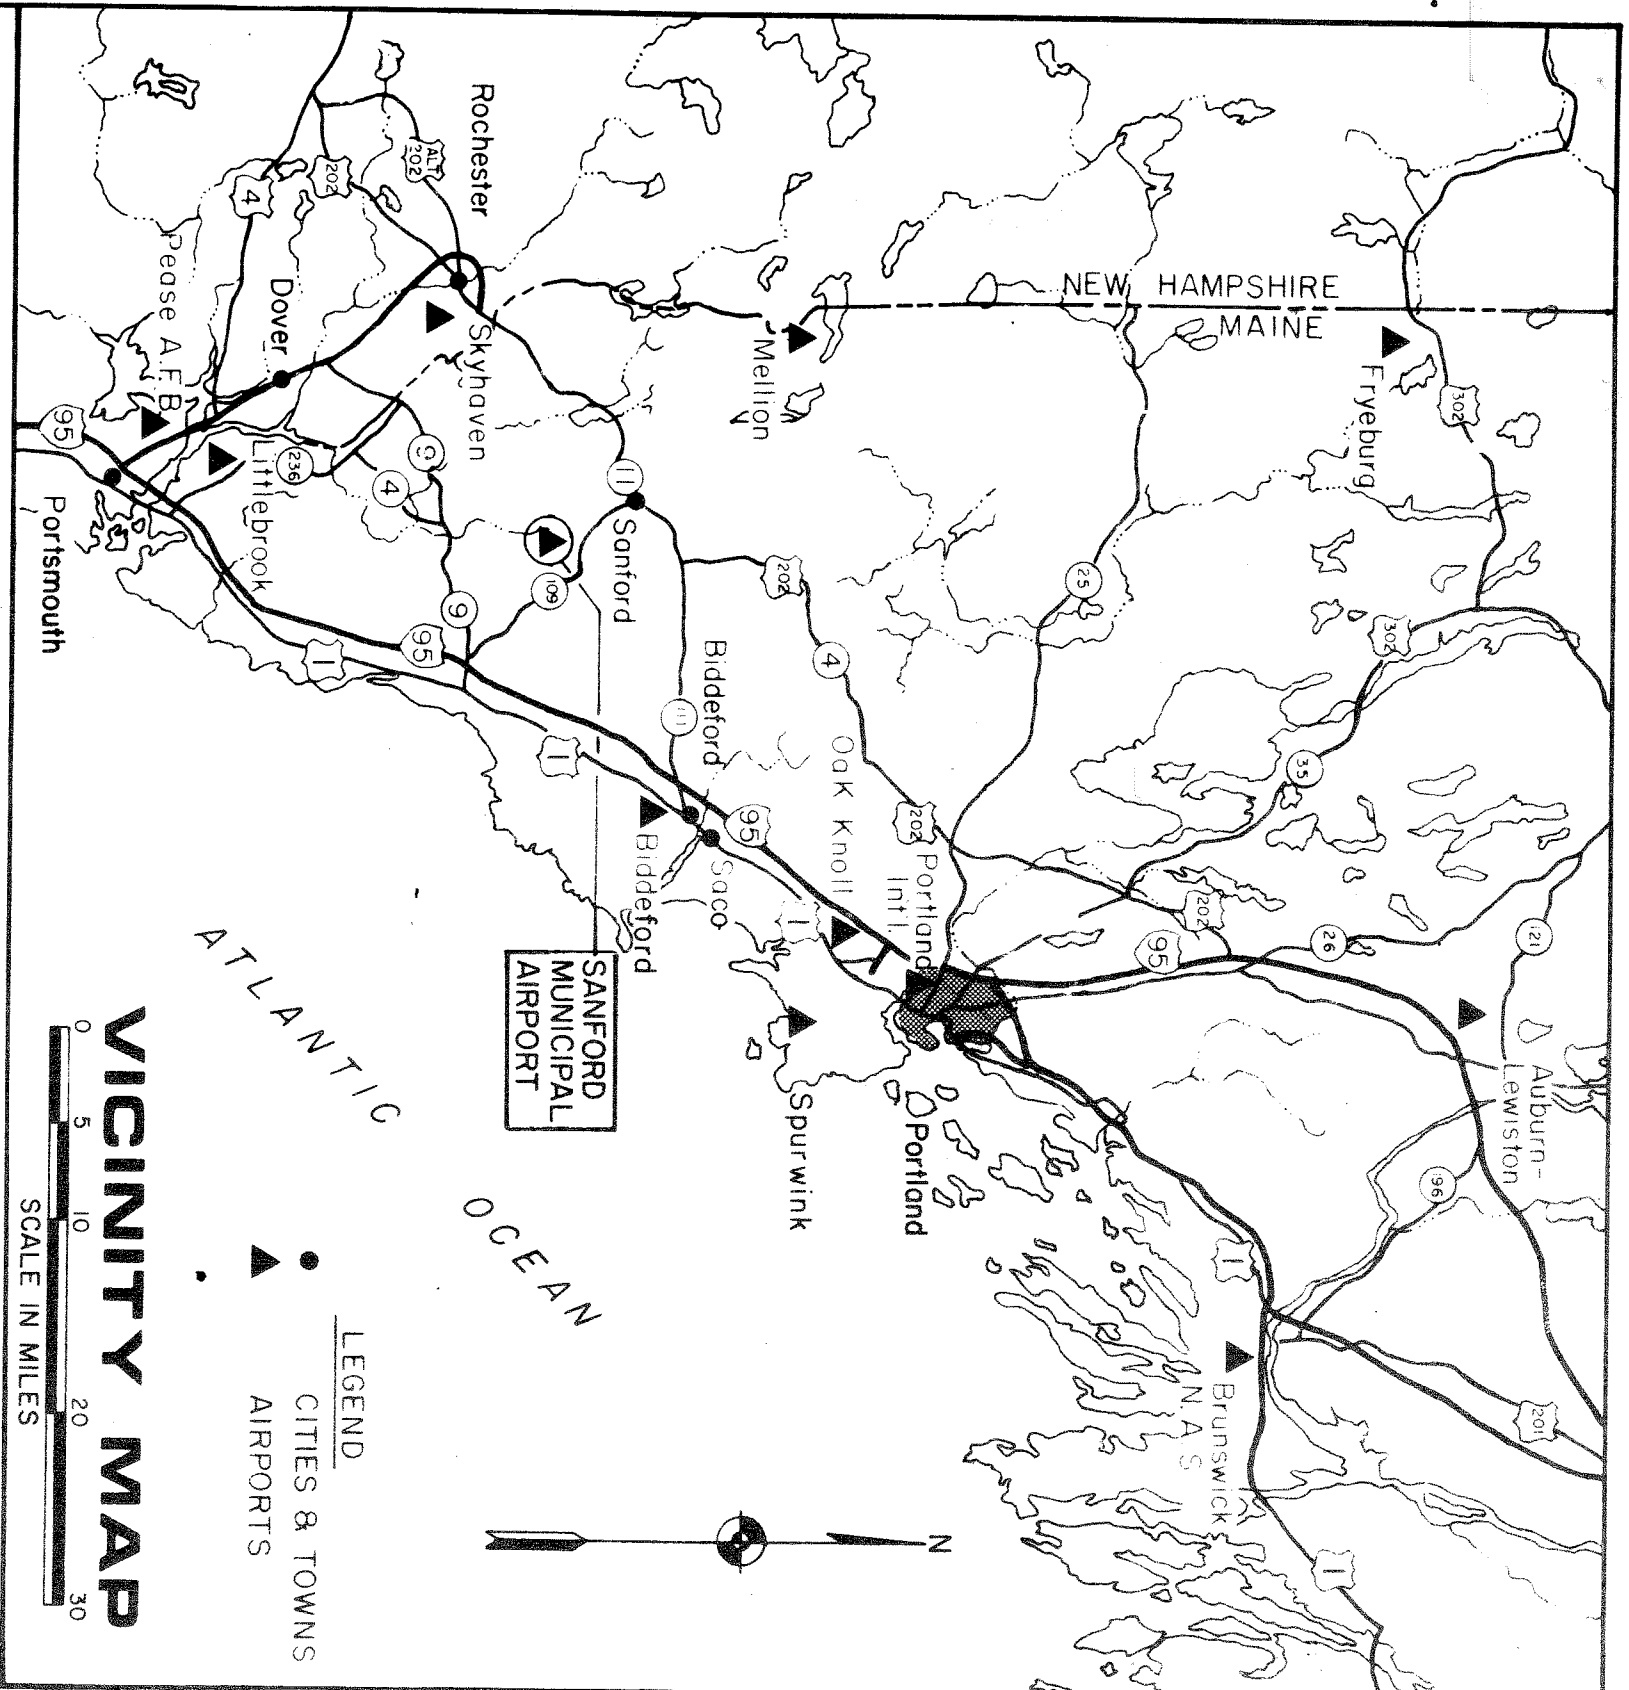 201
121
Auburn-
Lewiston
302
196
Fryeburg
302
26
1
35
NEW HAMPSHIRE
MAINE
1
Brunswick
N.A.S.
202
95
25
202
Portland
Int'l.
Portland
Oak Knoll
4
Spurwink
1
202
Mellion
95
Saco
Biddeford
111
Biddeford
11
Sanford
SANFORD
MUNICIPAL
AIRPORT
1
109
Rochester
Skyhaven
9
9
95
ALT
202
4
202
1
236
Dover
Littlebrook
4
Pease A.F.B.
95
Portsmouth
ATLANTIC
OCEAN
N
LEGEND
CITIES & TOWNS
AIRPORTS
VICINITY MAP
0 5 10 20 30
SCALE IN MILES